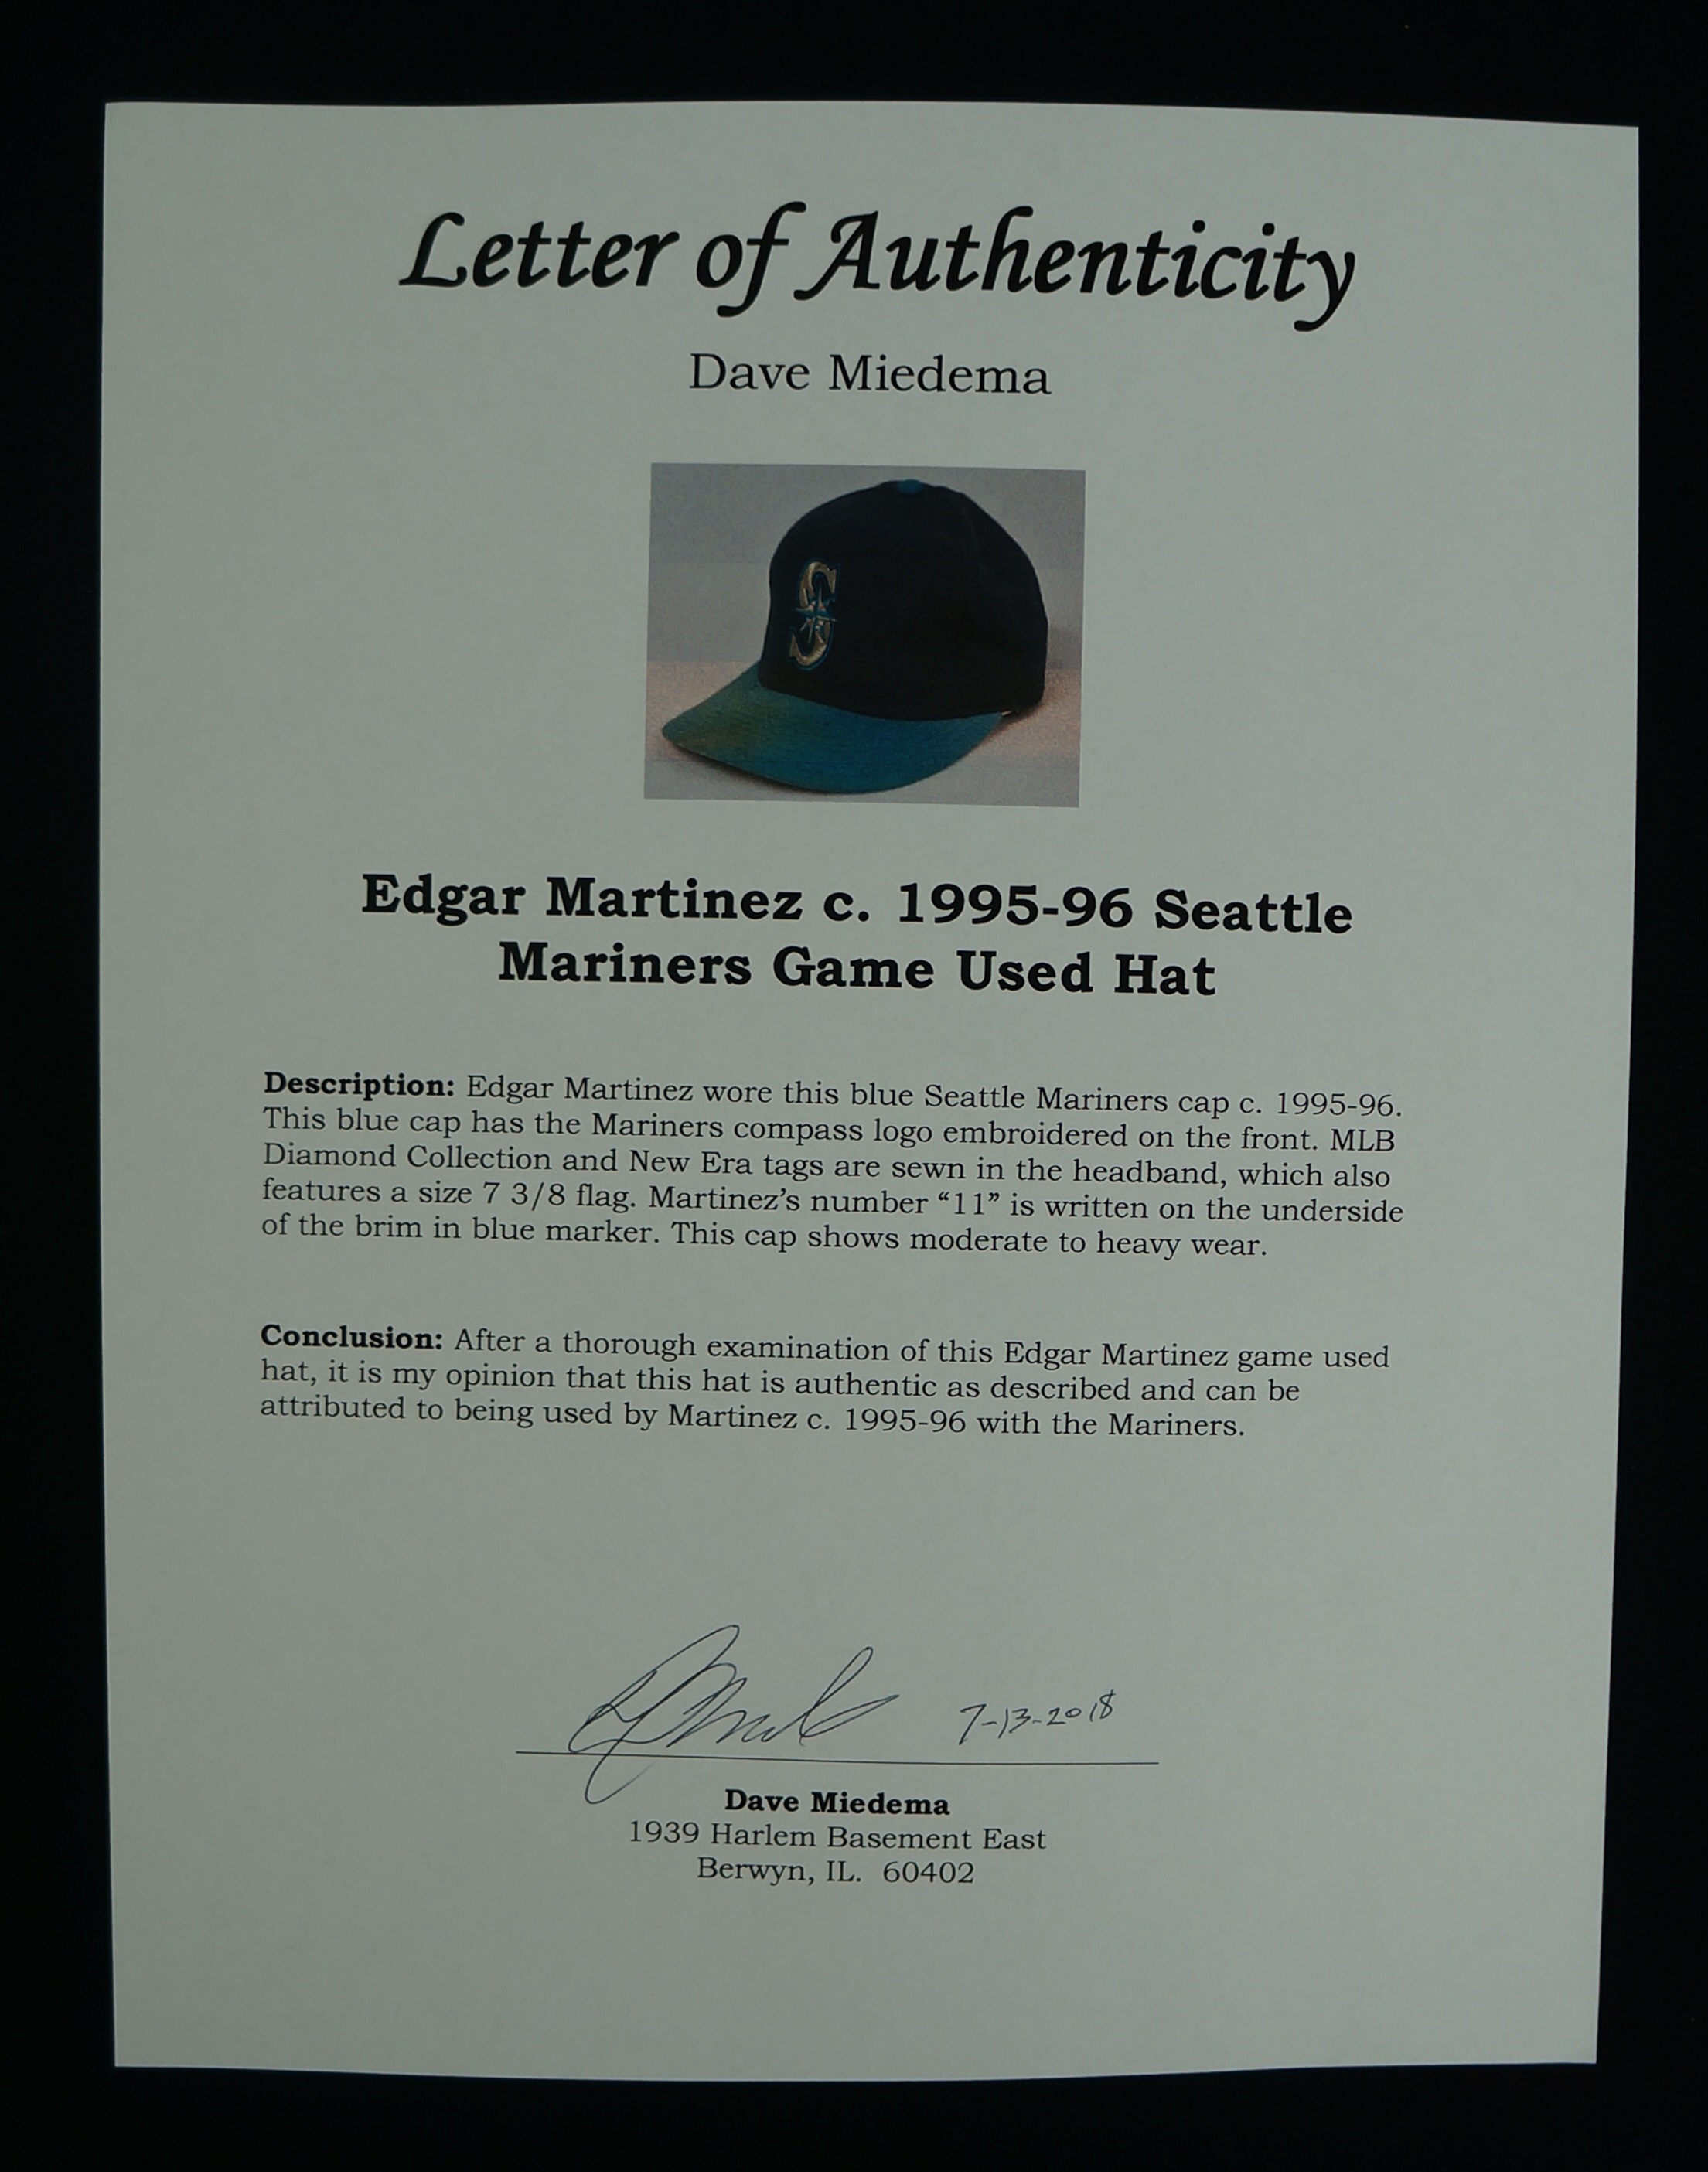 Letter of Authenticity
Dave Miedema
S
Edgar Martinez c. 1995-96 Seattle
Mariners Game Used Hat
Description: Edgar Martinez wore this blue Seattle Mariners cap c. 1995-96.
This blue cap has the Mariners compass logo embroidered on the front. MLB
Diamond Collection and New Era tags are sewn in the headband, which also
features a size 7 3/8 flag. Martinez’s number “11” is written on the underside
of the brim in blue marker. This cap shows moderate to heavy wear.
Conclusion: After a thorough examination of this Edgar Martinez game used
hat, it is my opinion that this hat is authentic as described and can be
attributed to being used by Martinez c. 1995-96 with the Mariners.
7-13-2018
Dave Miedema
1939 Harlem Basement East
Berwyn, IL. 60402